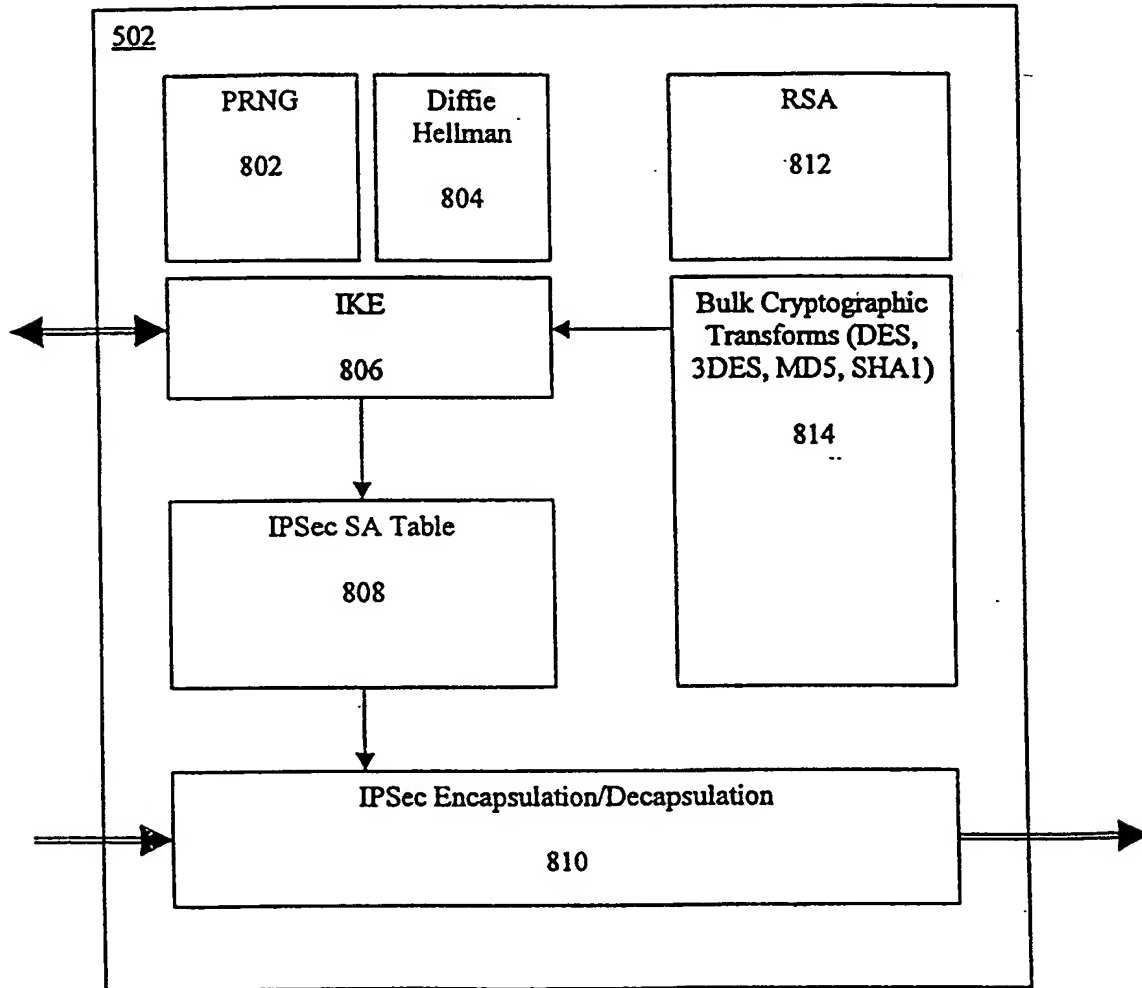 502
PRNG
802
Diffie
Hellman
804
RSA
812
IKE
806
Bulk Cryptographic
Transforms (DES,
3DES, MD5, SHA1)
814
IPSec SA Table
808
IPSec Encapsulation/Decapsulation
810